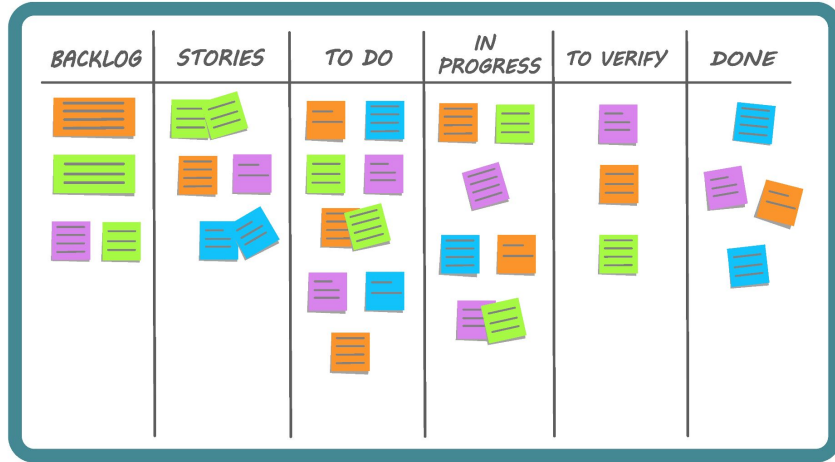 BACKLOG
STORIES
TO DO
IN
PROGRESS
TO VERIFY
DONE